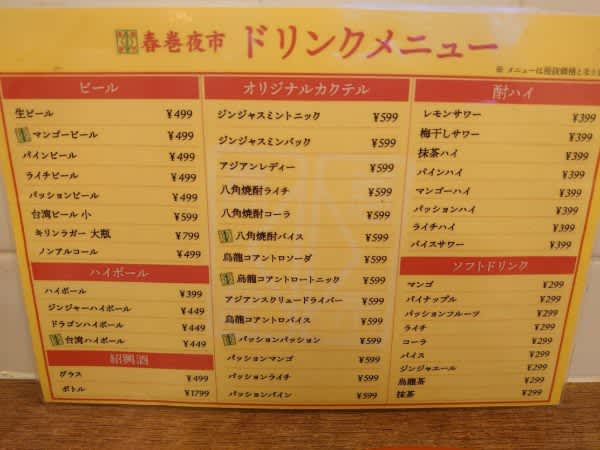 春巻夜市 ドリンクメニュー
※ メニューは税抜価格と
ビール
生ビール ¥499
マンゴービール ¥499
パインビール ¥499
ライチビール ¥499
パッションビール ¥499
台湾ビール 小 ¥599
キリンラガー 大瓶 ¥799
ノンアルコール ¥499
ハイボール
ハイボール ¥399
ジンジャーハイボール ¥449
ドラゴンハイボール ¥449
台湾ハイボール ¥449
紹興酒
グラス ¥499
ボトル ¥1799
オリジナルカクテル
ジンジャスミントニック ¥599
ジンジャスミンバック ¥599
アジアンレディー ¥599
八角焼酎ライチ ¥599
八角焼酎コーラ ¥599
八角焼酎バイス ¥599
烏龍コアントロソーダ ¥599
烏龍コアントロートニック ¥599
アジアンスクリュードライバー ¥599
烏龍コアントロバイス ¥599
パッションパッション ¥599
パッションマンゴ ¥599
パッションライチ ¥599
パッションパイン ¥599
酎ハイ
レモンサワー ¥399
梅干しサワー ¥399
抹茶ハイ ¥399
パインハイ ¥399
マンゴーハイ ¥399
パッションハイ ¥399
ライチハイ ¥399
バイスサワー ¥399
ソフトドリンク
マンゴ ¥299
パイナップル ¥299
パッションフルーツ ¥299
ライチ ¥299
コーラ ¥299
バイス ¥299
ジンジャエール ¥299
烏龍茶 ¥299
抹茶 ¥299